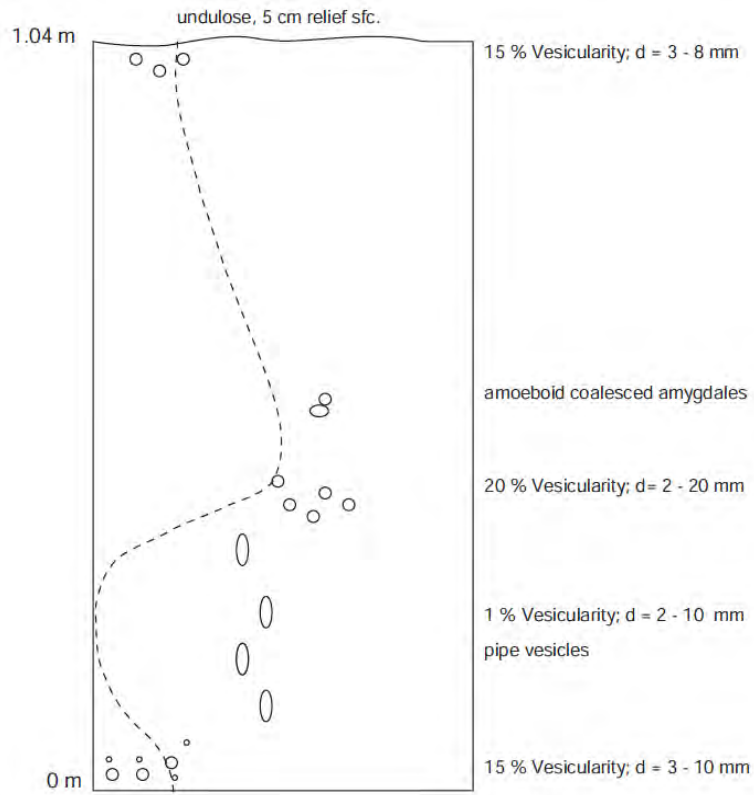 undulose, 5 cm relief sfc.
1.04 m
15 % Vesicularity; d = 3 - 8 mm
amoeboid coalesced amygdales
20 % Vesicularity; d= 2 - 20 mm
1 % Vesicularity; d = 2 - 10 mm
pipe vesicles
0 m
15 % Vesicularity; d = 3 - 10 mm